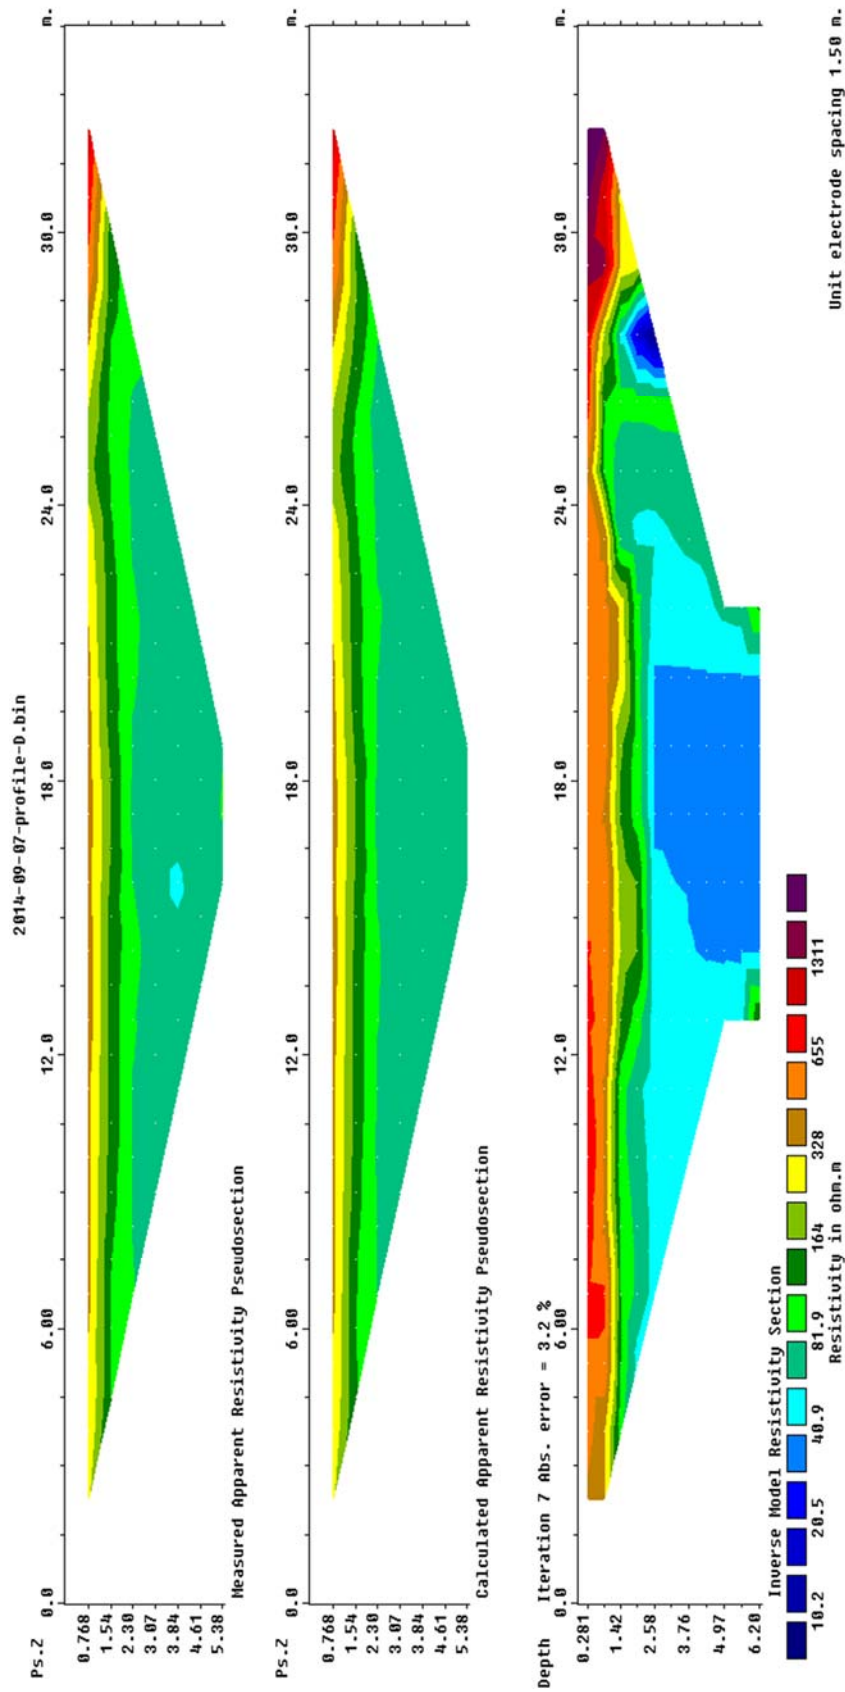 2014-09-07-profile-D.bin
Ps.Z 0.0 6.00 12.0 18.0 24.0 30.0 m.
0.768
1.54
2.30
3.07
3.84
4.61
5.38
Measured Apparent Resistivity Pseudosection
Ps.Z 0.0 6.00 12.0 18.0 24.0 30.0 m.
0.768
1.54
2.30
3.07
3.84
4.61
5.38
Calculated Apparent Resistivity Pseudosection
Depth Iteration 7 Abs. error = 3.2 %
0.0 6.00 12.0 18.0 24.0 30.0 m.
0.281
1.42
2.58
3.76
4.97
6.20
Inverse Model Resistivity Section
10.2 20.5 40.9 81.9 164 328 655 1311
Resistivity in ohm.m
Unit electrode spacing 1.50 m.